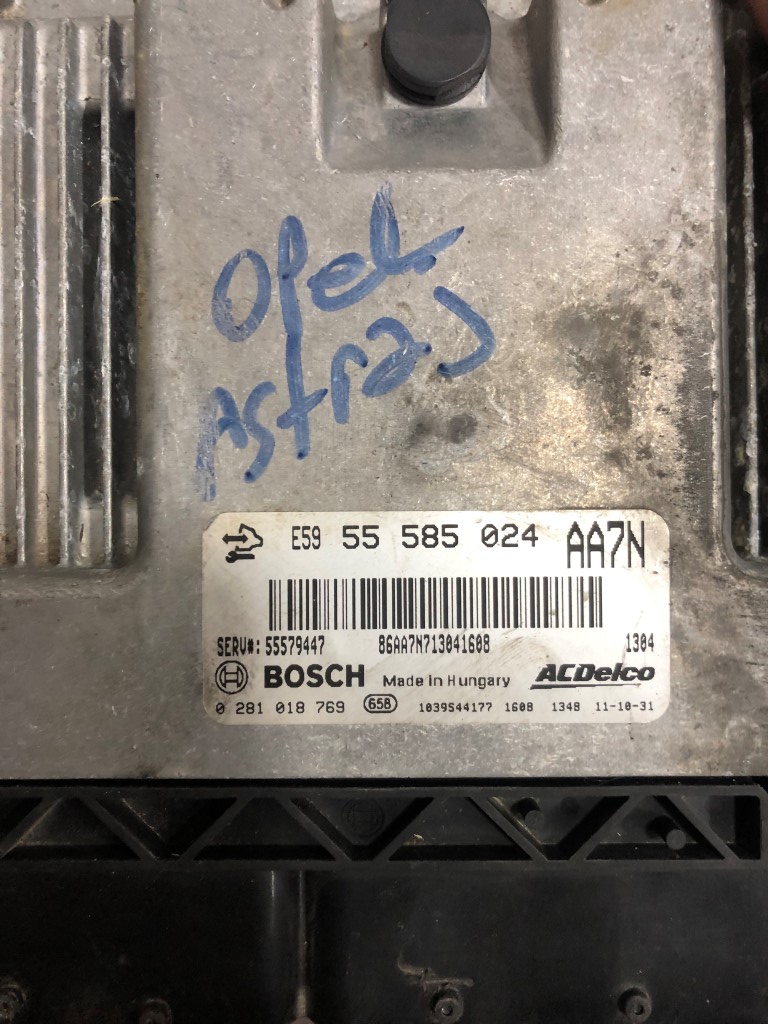 Opel
Astra J
E59 55 585 024 AA7N
SERV#: 55579447 86AA7N713041608 1304
BOSCH Made in Hungary ACDelco
0 281 018 769 658 1039S44177 1608 1348 11-10-31